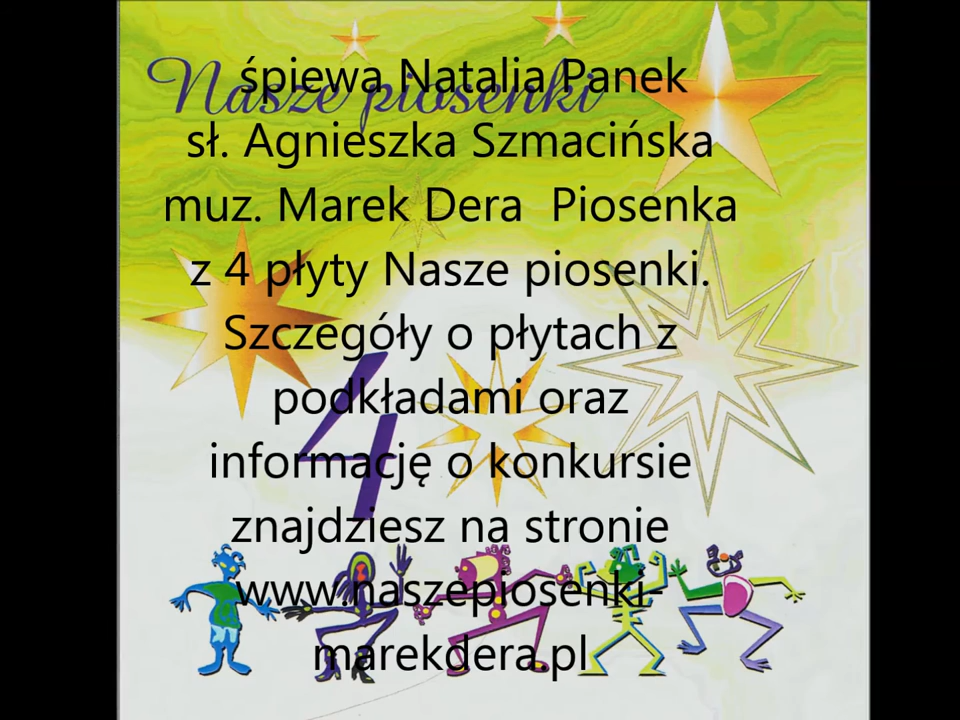 Nasze piosenki
śpiewa Natalia Panek
sł. Agnieszka Szmacińska
muz. Marek Dera  Piosenka
z 4 płyty Nasze piosenki.
Szczegóły o płytach z
podkładami oraz
informację o konkursie
znajdziesz na stronie
www.naszepiosenki-
marekdera.pl
4